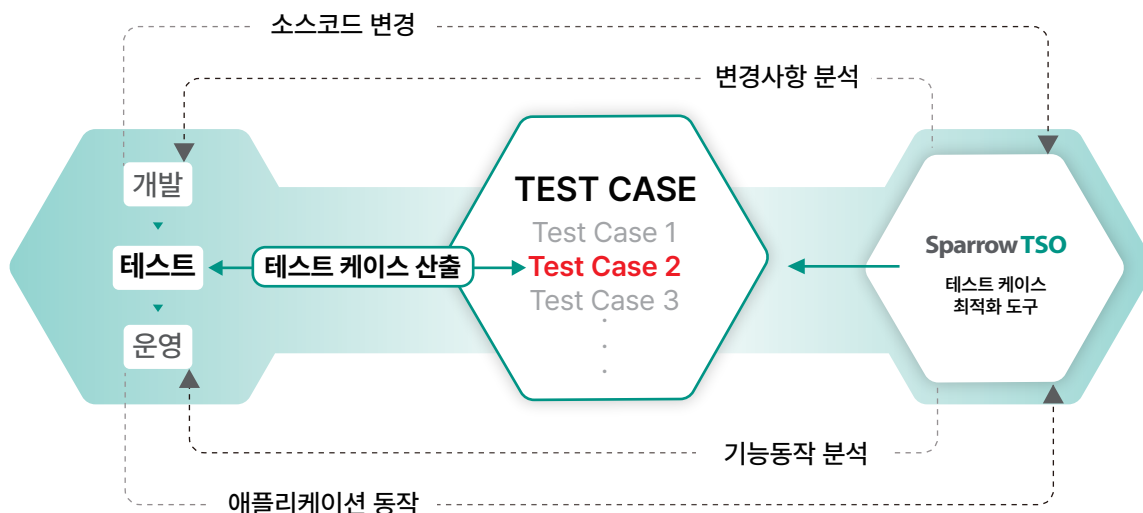 소스코드 변경
변경사항 분석
개발
테스트
운영
테스트 케이스 산출
TEST CASE
Test Case 1
Test Case 2
Test Case 3
Sparrow TSO
테스트 케이스
최적화 도구
기능동작 분석
애플리케이션 동작